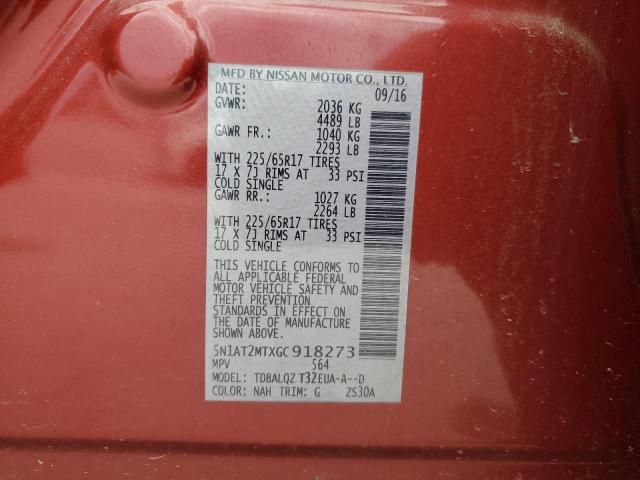 MFD BY NISSAN MOTOR CO., LTD.
DATE: 09/16
GVWR: 2036 KG
4489 LB
GAWR FR.: 1040 KG
2293 LB
WITH 225/65R17 TIRES
17 X 7J RIMS AT 33 PSI
COLD SINGLE
GAWR RR.: 1027 KG
2264 LB
WITH 225/65R17 TIRES
17 X 7J RIMS AT 33 PSI
COLD SINGLE
THIS VEHICLE CONFORMS TO
ALL APPLICABLE FEDERAL
MOTOR VEHICLE SAFETY AND
THEFT PREVENTION
STANDARDS IN EFFECT ON
THE DATE OF MANUFACTURE
SHOWN ABOVE.
5N1AT2MTXGC918273
MPV S64
MODEL: TDBALQZ T32EUA-A--D
COLOR: NAH TRIM: G ZS30A